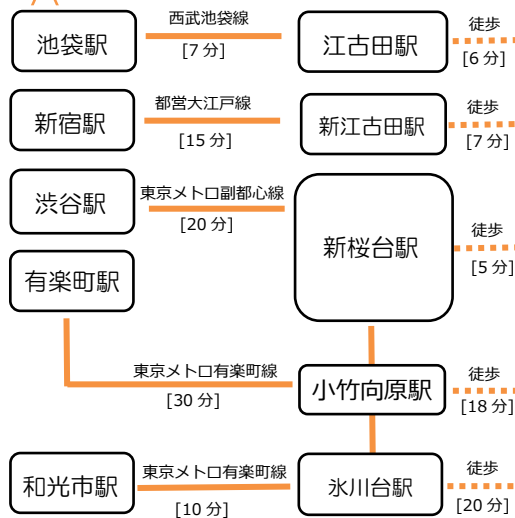 池袋駅
西武池袋線
[7 分]
江古田駅
徒歩
[6 分]
新宿駅
都営大江戸線
[15 分]
新江古田駅
徒歩
[7 分]
渋谷駅
東京メトロ副都心線
[20 分]
新桜台駅
徒歩
[5 分]
有楽町駅
東京メトロ有楽町線
[30 分]
小竹向原駅
徒歩
[18 分]
和光市駅
東京メトロ有楽町線
[10 分]
氷川台駅
徒歩
[20 分]